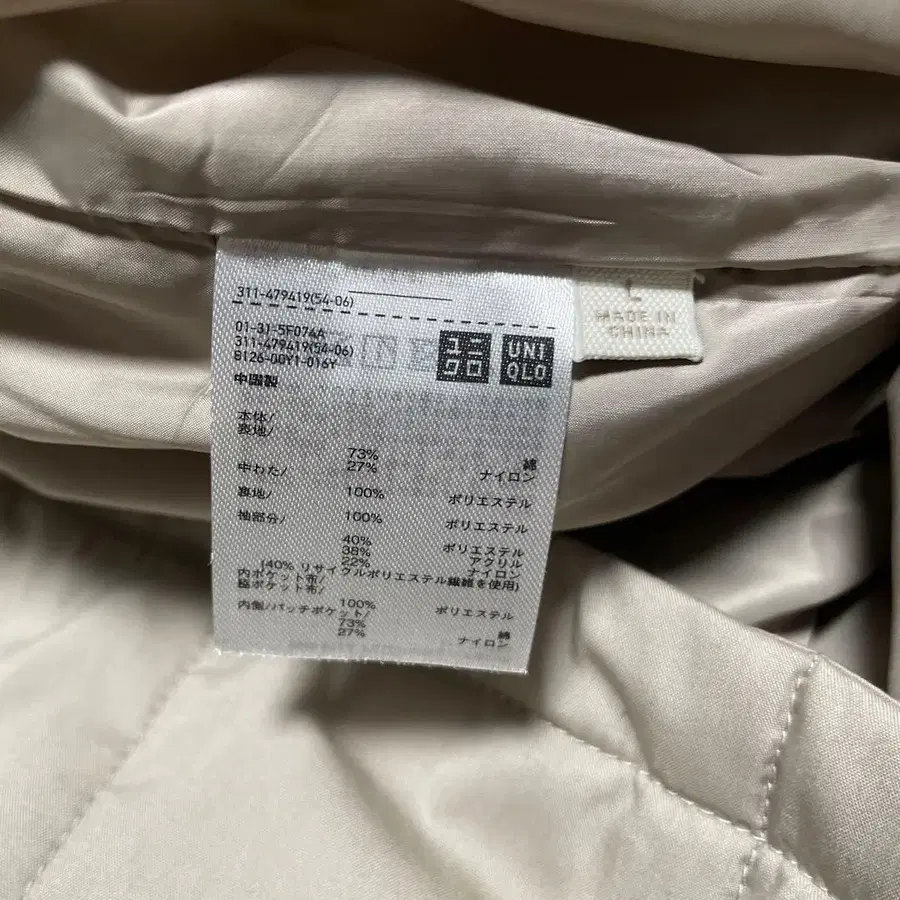 311-479419(54-06)
01-31-5F074A
311-479419(54-06)
8126-00Y1-016Y
中国製
ユニ
クロ
UNI
QLO
L
MADE IN
CHINA
本体/
表地/
73% 綿
中わた/ 27% ナイロン
裏地/ 100% ポリエステル
袖部分/ 100% ポリエステル
40% ポリエステル
38% アクリル
22% ナイロン
(40% リサイクルポリエステル繊維を使用)
内ポケット布/
脇ポケット布/
100% ポリエステル
内側/パッチポケット/
73% 綿
27% ナイロン